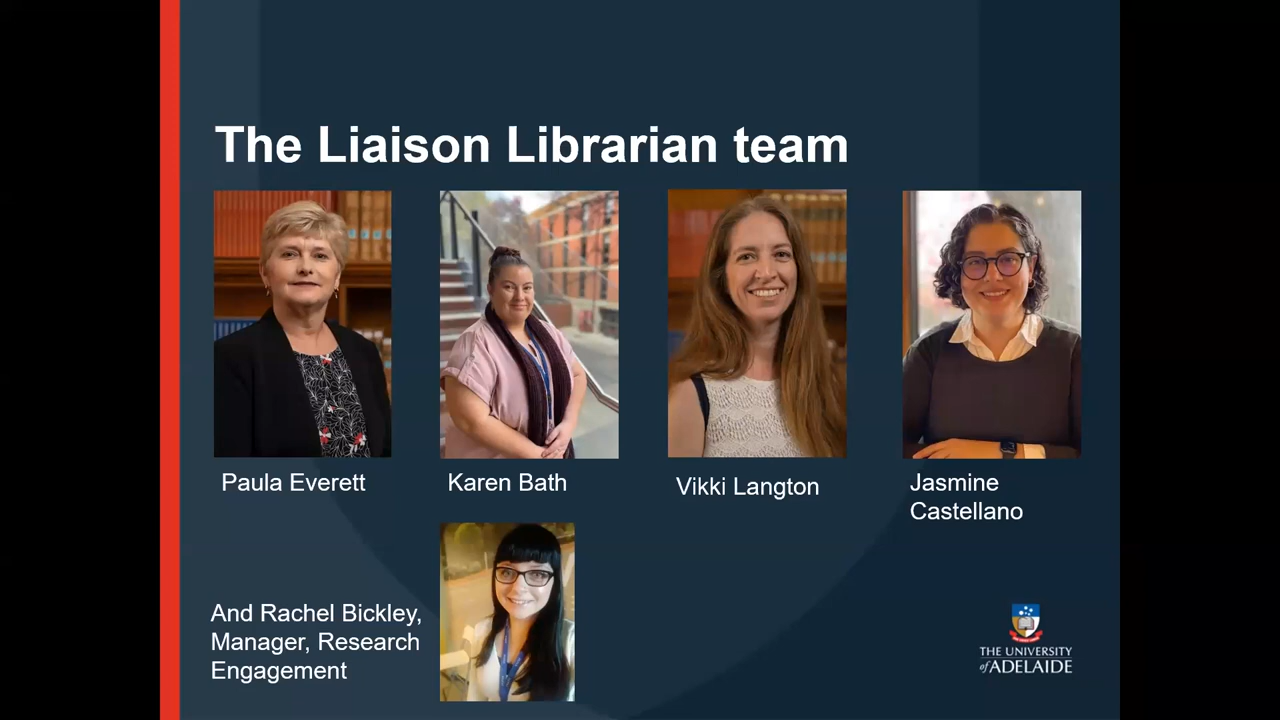 The Liaison Librarian team
Paula Everett
Karen Bath
Vikki Langton
Jasmine
Castellano
And Rachel Bickley,
Manager, Research
Engagement
THE UNIVERSITY
of ADELAIDE